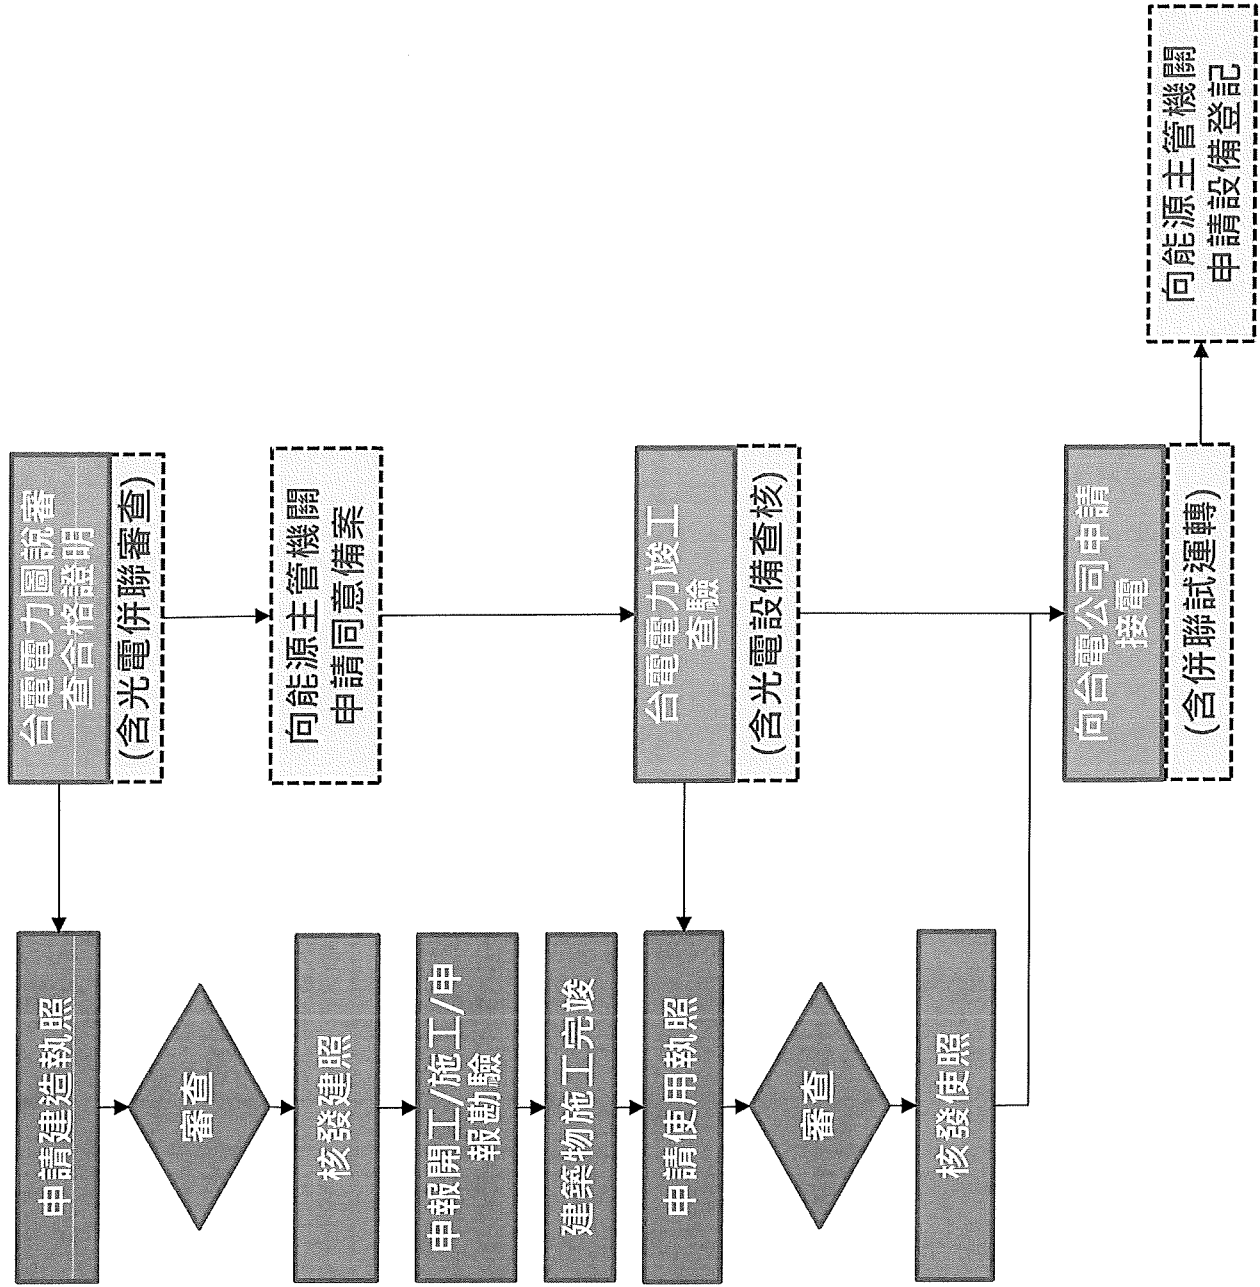 申請建造執照
審查
核發建照
申報開工/施工/申
報勘驗
建築物施工完竣
申請使用執照
審查
核發使照
台電電力圖說審
查合格證明
(含光電併聯審查)
向能源主管機關
申請同意備案
台電電力竣工
查驗
(含光電設備查核)
向台電公司申請
接電
(含併聯試運轉)
向能源主管機關
申請設備登記